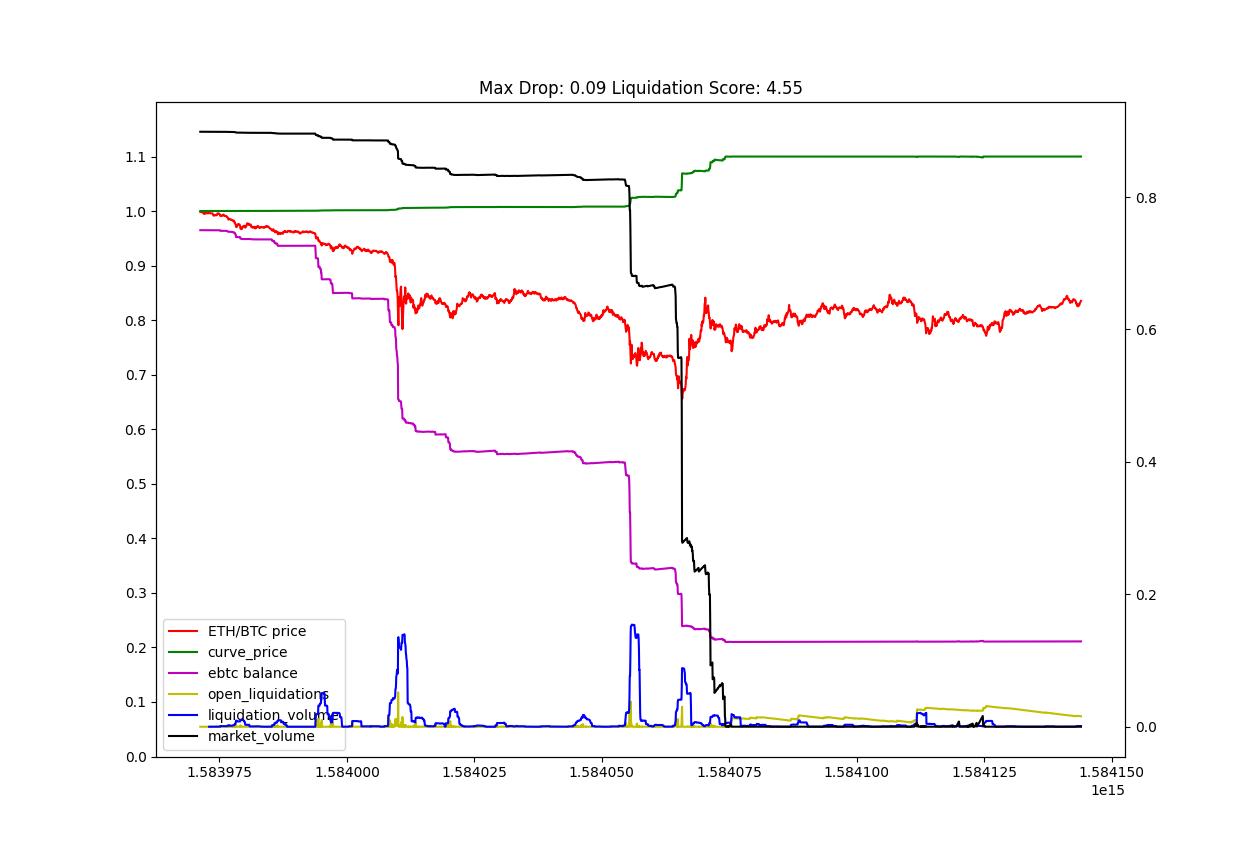 Max Drop: 0.09 Liquidation Score: 4.55
1.1
1.0
0.9
0.8
0.7
0.6
0.5
0.4
0.3
0.2
0.1
0.0
0.8
0.6
0.4
0.2
0.0
ETH/BTC price
curve_price
ebtc balance
open_liquidations
liquidation_volume
market_volume
1.583975 1.584000 1.584025 1.584050 1.584075 1.584100 1.584125 1.584150
1e15